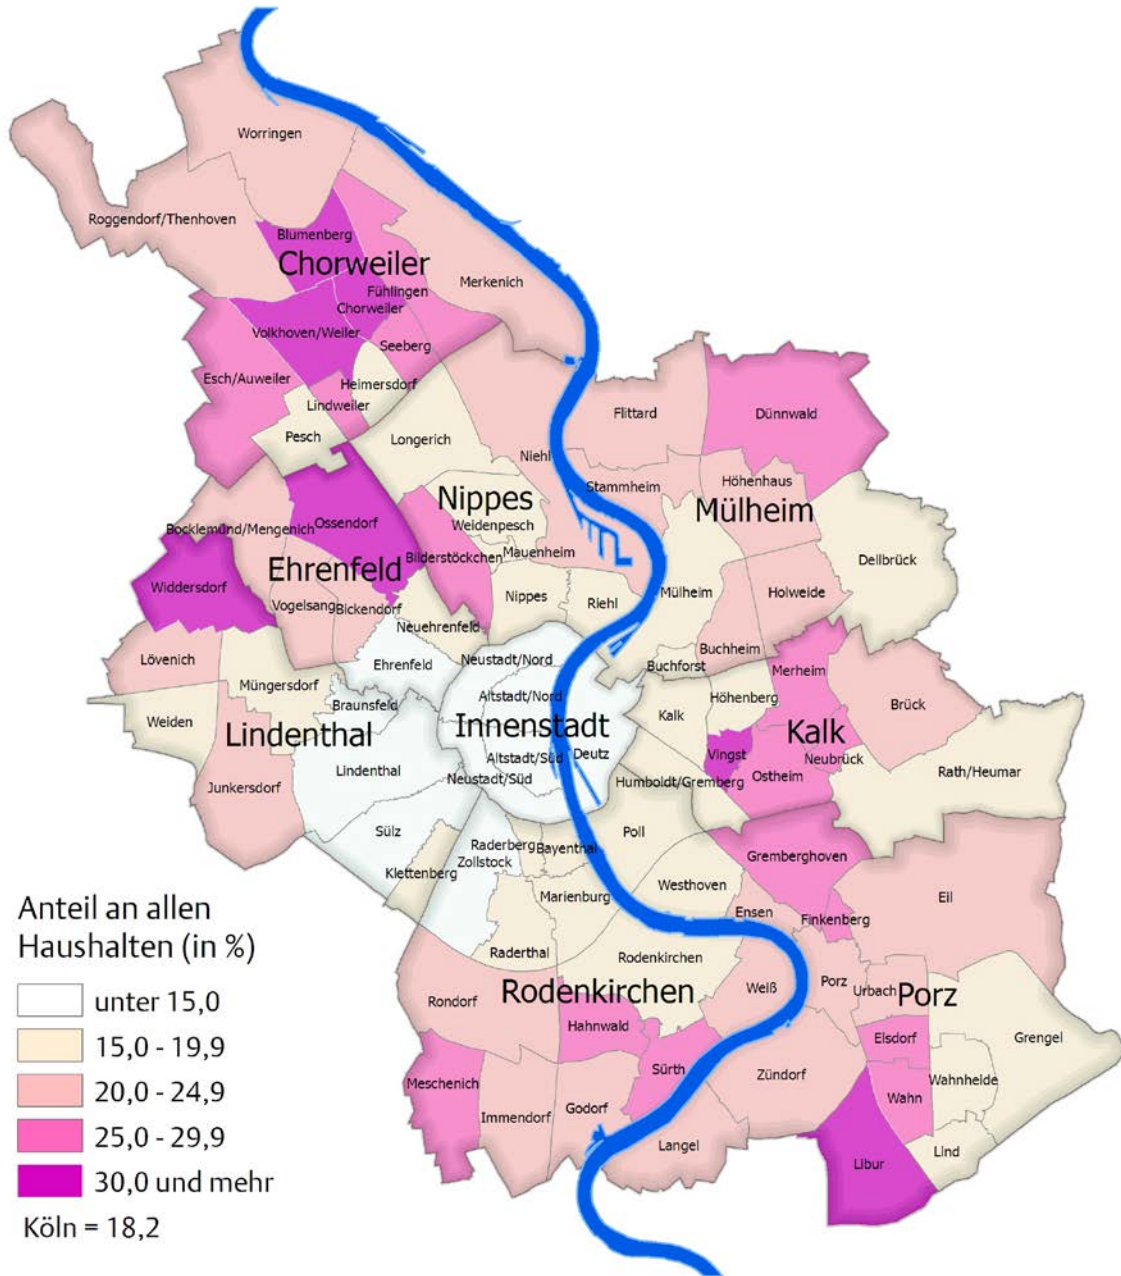 Worringen
Roggendorf/Thenhoven
Blumenberg
Chorweiler
Fühlingen
Merkenich
Chorweiler
Volkhoven/Weiler
Seeberg
Esch/Auweiler
Heimersdorf
Lindweiler
Pesch
Longerich
Flittard
Dünnwald
Niehl
Stammheim
Höhenhaus
Nippes
Mülheim
Weidenpesch
Ossendorf
Bocklemünd/Mengenich
Mauenheim
Bilderstöckchen
Dellbrück
Ehrenfeld
Widdersdorf
Nippes
Riehl
Mülheim
Holweide
Vogelsang
Bickendorf
Neuehrenfeld
Buchheim
Lövenich
Ehrenfeld
Neustadt/Nord
Buchforst
Merheim
Müngersdorf
Altstadt/Nord
Höhenberg
Brück
Braunsfeld
Weiden
Kalk
Lindenthal
Innenstadt
Kalk
Vingst
Deutz
Altstadt/Süd
Neubrück
Lindenthal
Neustadt/Süd
Ostheim
Rath/Heumar
Humboldt/Gremberg
Junkersdorf
Sülz
Poll
Raderberg
Bayenthal
Zollstock
Gremberghoven
Klettenberg
Westhoven
Marienburg
Eil
Ensen
Finkenberg
Raderthal
Rodenkirchen
Porz
Urbach
Porz
Rondorf
Rodenkirchen
Weiß
Hahnwald
Elsdorf
Grengel
Sürth
Zündorf
Meschenich
Wahn
Wahnheide
Immendorf
Godorf
Langel
Lind
Libur
Anteil an allen
Haushalten (in %)
unter 15,0
15,0 - 19,9
20,0 - 24,9
25,0 - 29,9
30,0 und mehr
Köln = 18,2